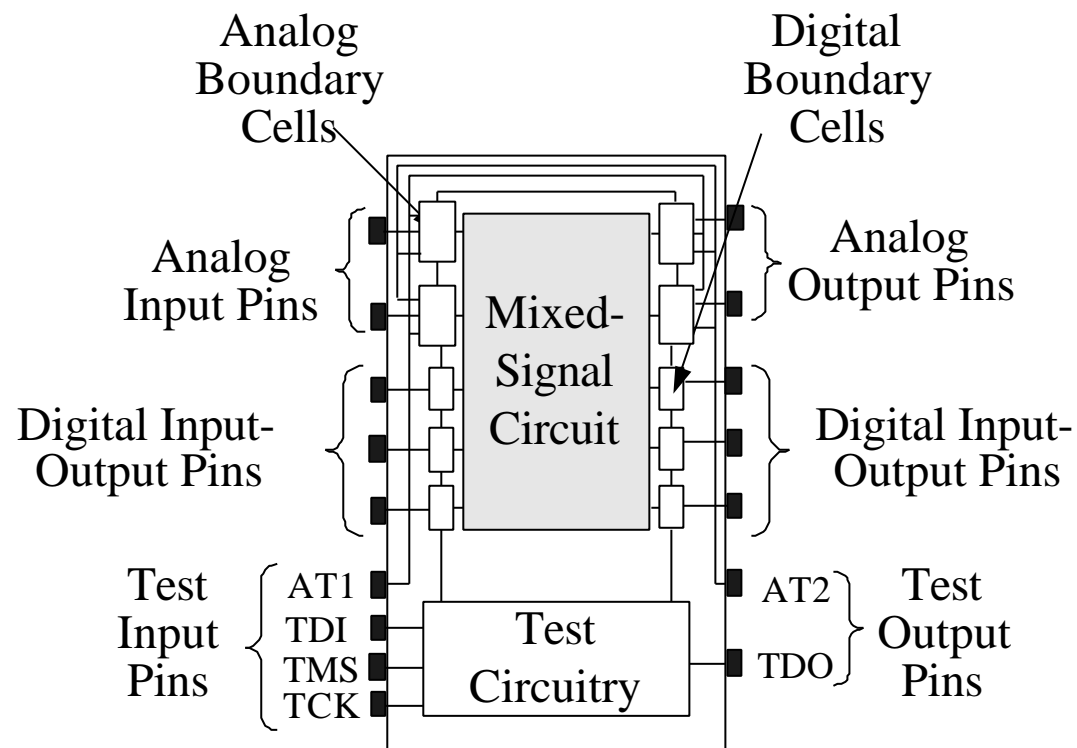 Analog
Boundary
Cells
Digital
Boundary
Cells
Analog
Input Pins
Mixed-
Signal
Circuit
Analog
Output Pins
Digital Input-
Output Pins
Digital Input-
Output Pins
Test
Input
Pins
AT1
TDI
TMS
TCK
Test
Circuitry
AT2
TDO
Test
Output
Pins